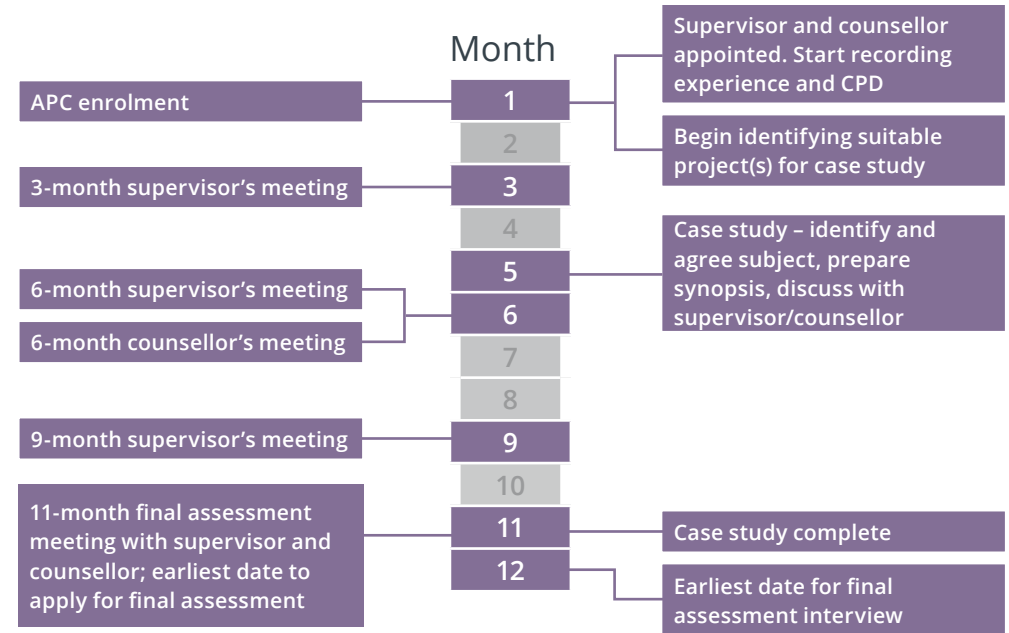 Month
APC enrolment
1
Supervisor and counsellor
appointed. Start recording
experience and CPD
Begin identifying suitable
project(s) for case study
2
3-month supervisor’s meeting
3
4
Case study – identify and
agree subject, prepare
synopsis, discuss with
supervisor/counsellor
5
6-month supervisor’s meeting
6-month counsellor’s meeting
6
7
8
9-month supervisor’s meeting
9
10
11-month final assessment
meeting with supervisor and
counsellor; earliest date to
apply for final assessment
11
Case study complete
12
Earliest date for final
assessment interview